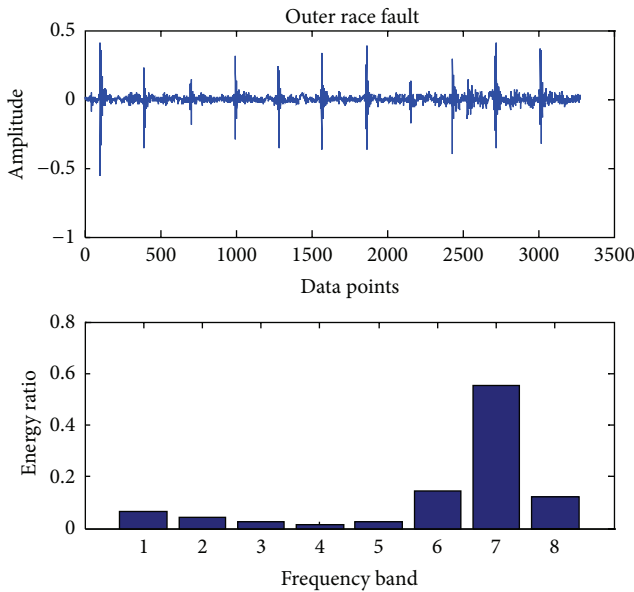 Outer race fault
0.5
0
−0.5
−1
Amplitude
0 500 1000 1500 2000 2500 3000 3500
Data points
0.8
0.6
0.4
0.2
0
Energy ratio
1 2 3 4 5 6 7 8
Frequency band